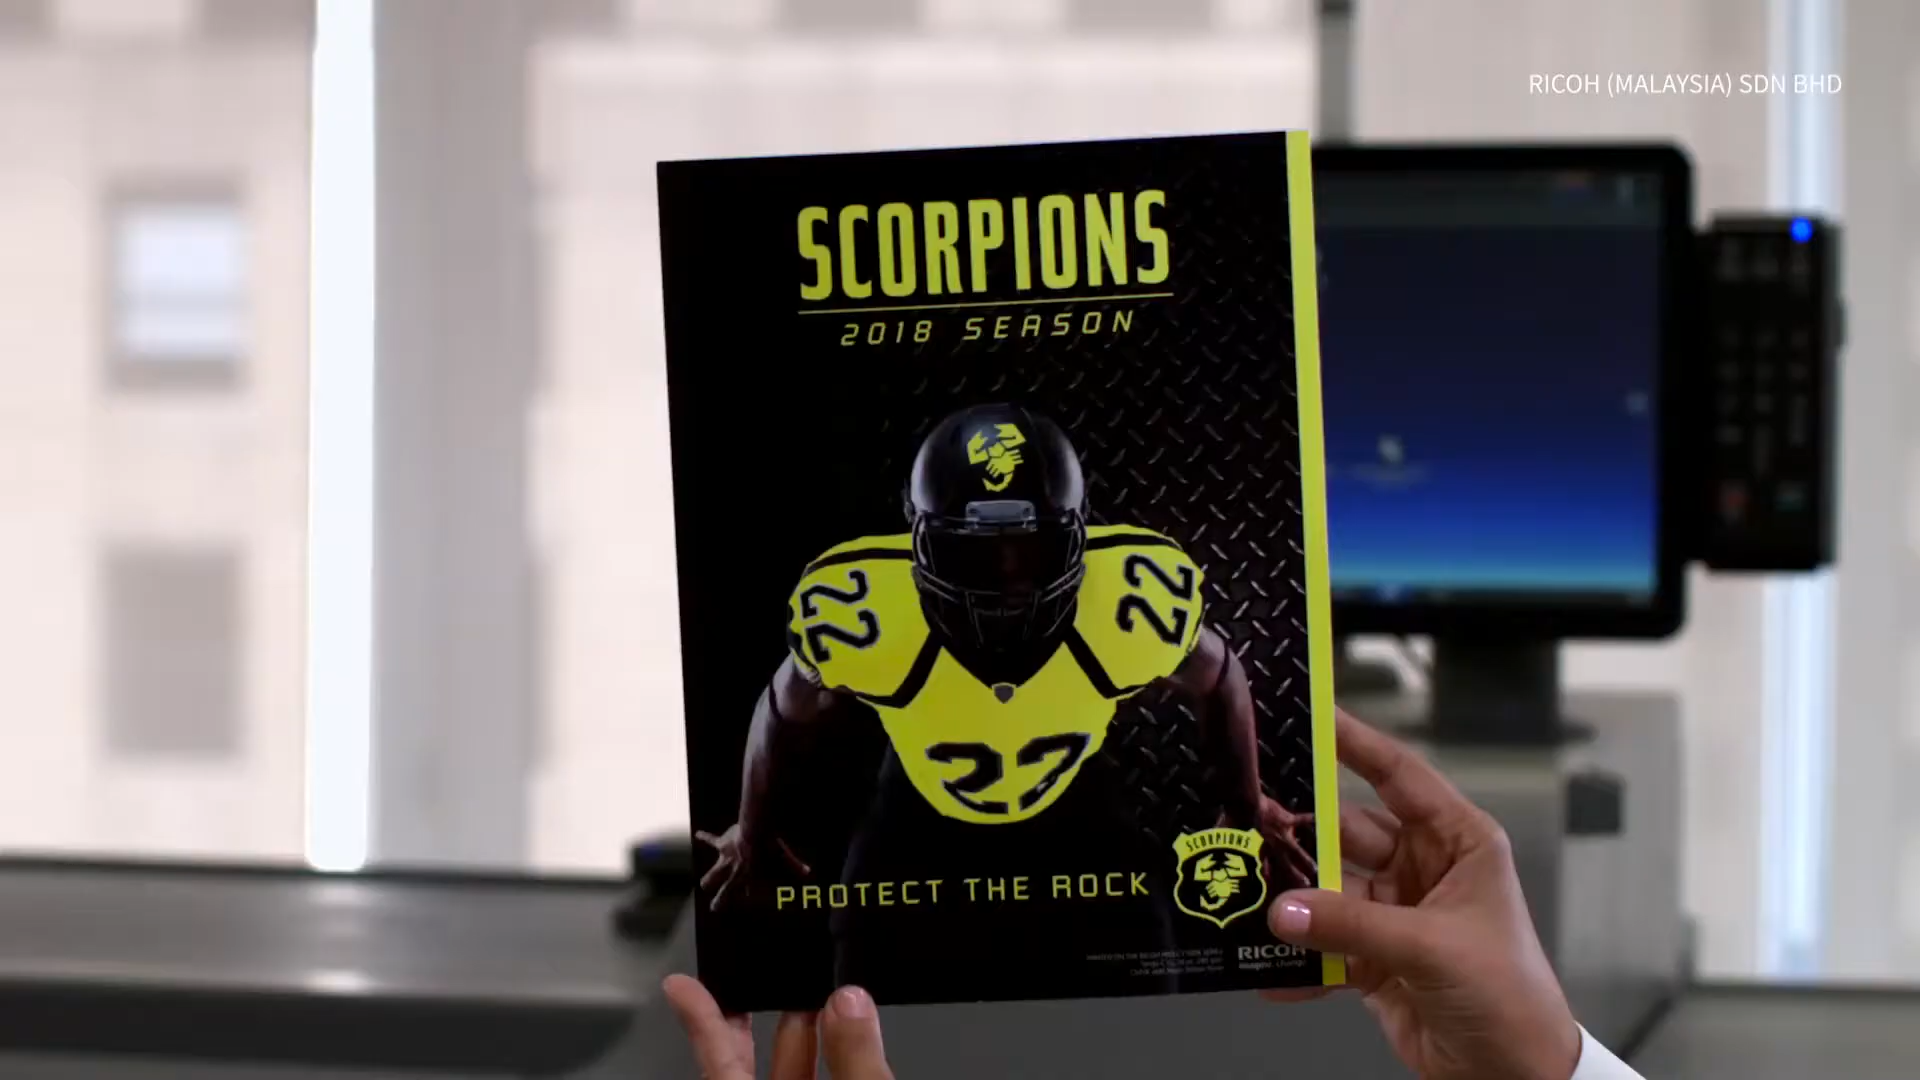 RICOH (MALAYSIA) SDN BHD
SCORPIONS
2018 SEASON
22
22
22
SCORPIONS
PROTECT THE ROCK
RICOH
imagine. change.